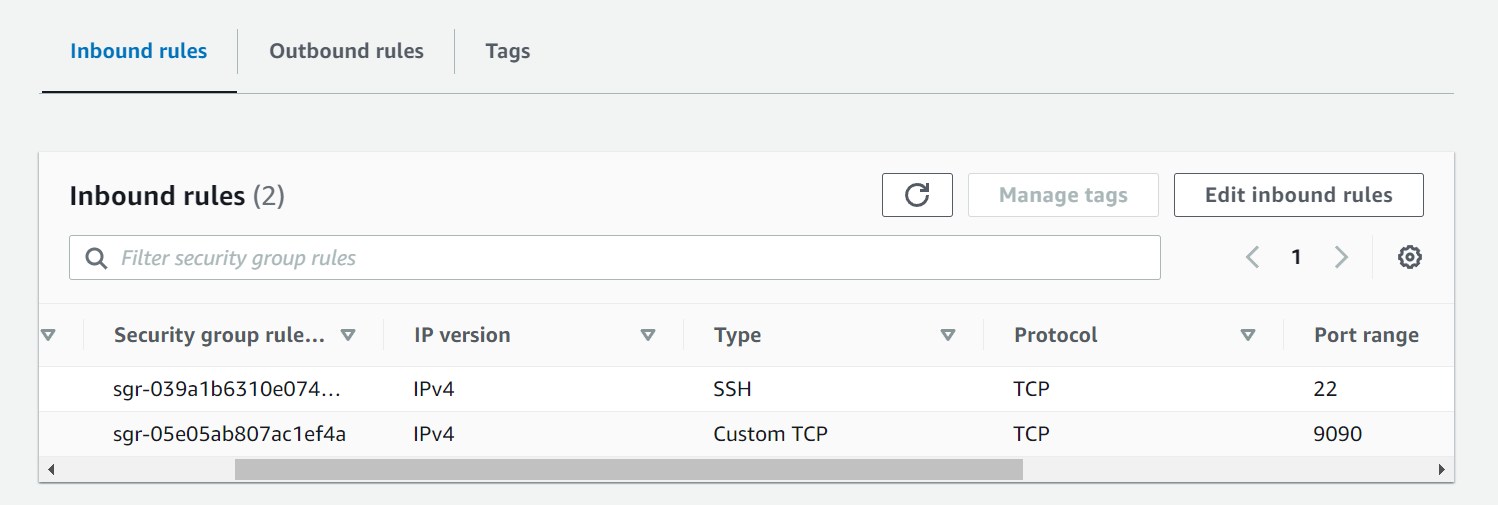 Inbound rules Outbound rules Tags
Inbound rules (2) Manage tags Edit inbound rules
Filter security group rules 1
Security group rule... IP version Type Protocol Port range
sgr-039a1b6310e074... IPv4 SSH TCP 22
sgr-05e05ab807ac1ef4a IPv4 Custom TCP TCP 9090